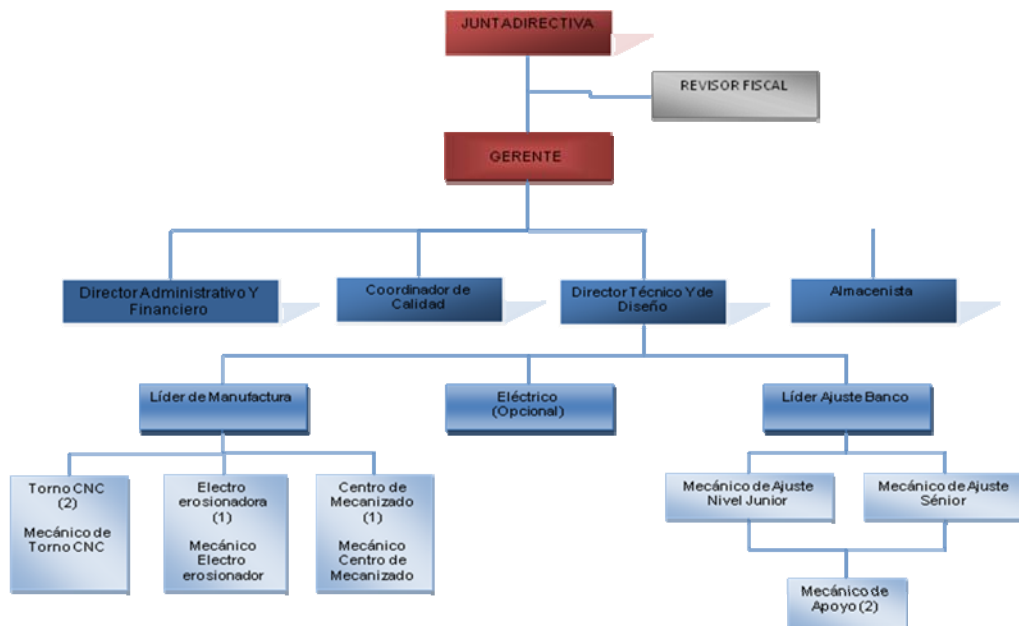 JUNTADIRECTIVA
REVISOR FISCAL
GERENTE
Director Administrativo Y
Financiero
Coordinador de
Calidad
Director Técnico Y de
Diseño
Almacenista
Líder de Manufactura
Eléctrico
(Opcional)
Líder Ajuste Banco
Torno CNC
(2)
Mecánico de
Torno CNC
Electro
erosionadora
(1)
Mecánico
Electro
erosionador
Centro de
Mecanizado
(1)
Mecánico
Centro de
Mecanizado
Mecánico de Ajuste
Nivel Junior
Mecánico de Ajuste
Sénior
Mecánico de
Apoyo (2)